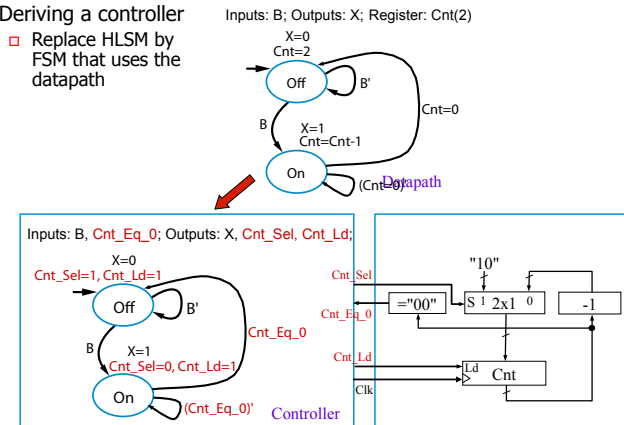 Deriving a controller
Replace HLSM by
FSM that uses the
datapath
Inputs: B; Outputs: X; Register: Cnt(2)
X=0
Cnt=2
Off
B'
B
Cnt=0
X=1
Cnt=Cnt-1
On
(Cnt=0)'
Datapath
Inputs: B, Cnt_Eq_0; Outputs: X, Cnt_Sel, Cnt_Ld;
X=0
Cnt_Sel=1, Cnt_Ld=1
Off
B'
Cnt_Eq_0
B
X=1
Cnt_Sel=0, Cnt_Ld=1
On
(Cnt_Eq_0)'
Controller
Cnt_Sel
Cnt_Eq_0
Cnt_Ld
Clk
"10"
="00"
S 1 2x1 0
-1
Ld
Cnt